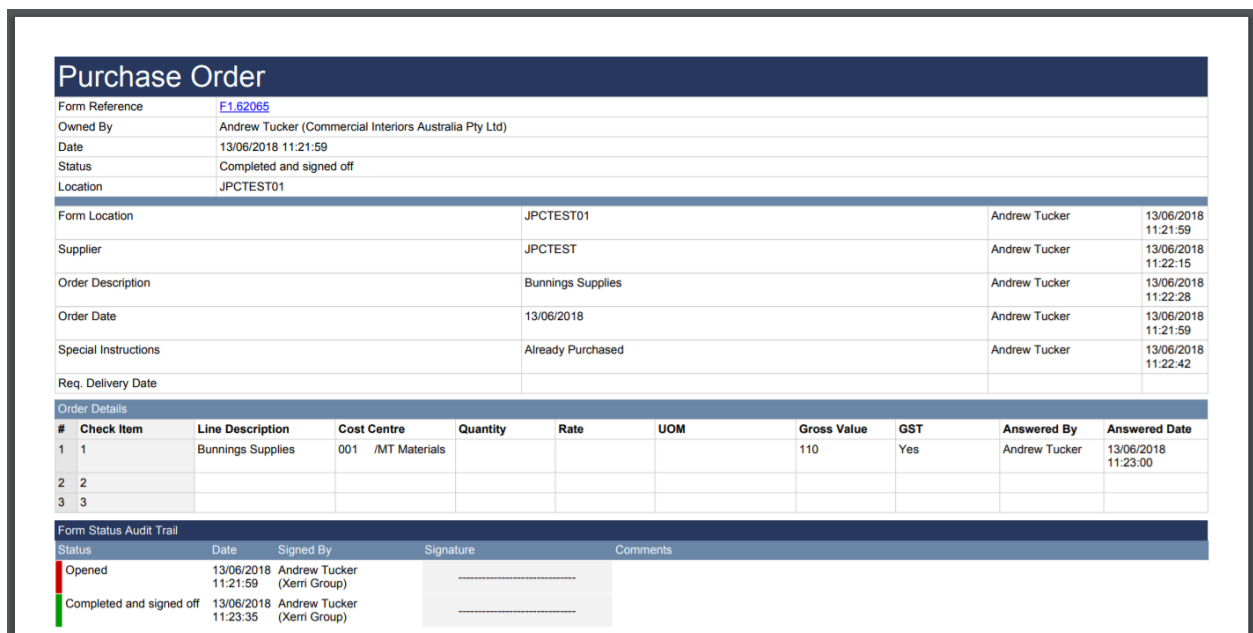 Purchase Order
Form Reference F1.62065
Owned By Andrew Tucker (Commercial Interiors Australia Pty Ltd)
Date 13/06/2018 11:21:59
Status Completed and signed off
Location JPCTEST01
Form Location JPCTEST01 Andrew Tucker 13/06/2018
11:21:59
Supplier JPCTEST Andrew Tucker 13/06/2018
11:22:15
Order Description Bunnings Supplies Andrew Tucker 13/06/2018
11:22:28
Order Date 13/06/2018 Andrew Tucker 13/06/2018
11:21:59
Special Instructions Already Purchased Andrew Tucker 13/06/2018
11:22:42
Req. Delivery Date
Order Details
# Check Item Line Description Cost Centre Quantity Rate UOM Gross Value GST Answered By Answered Date
1 1 Bunnings Supplies 001 /MT Materials 110 Yes Andrew Tucker 13/06/2018
11:23:00
2 2
3 3
Form Status Audit Trail
Status Date Signed By Signature Comments
Opened 13/06/2018 Andrew Tucker
11:21:59 (Xerri Group) ------------------------------
Completed and signed off 13/06/2018 Andrew Tucker
11:23:35 (Xerri Group) ------------------------------